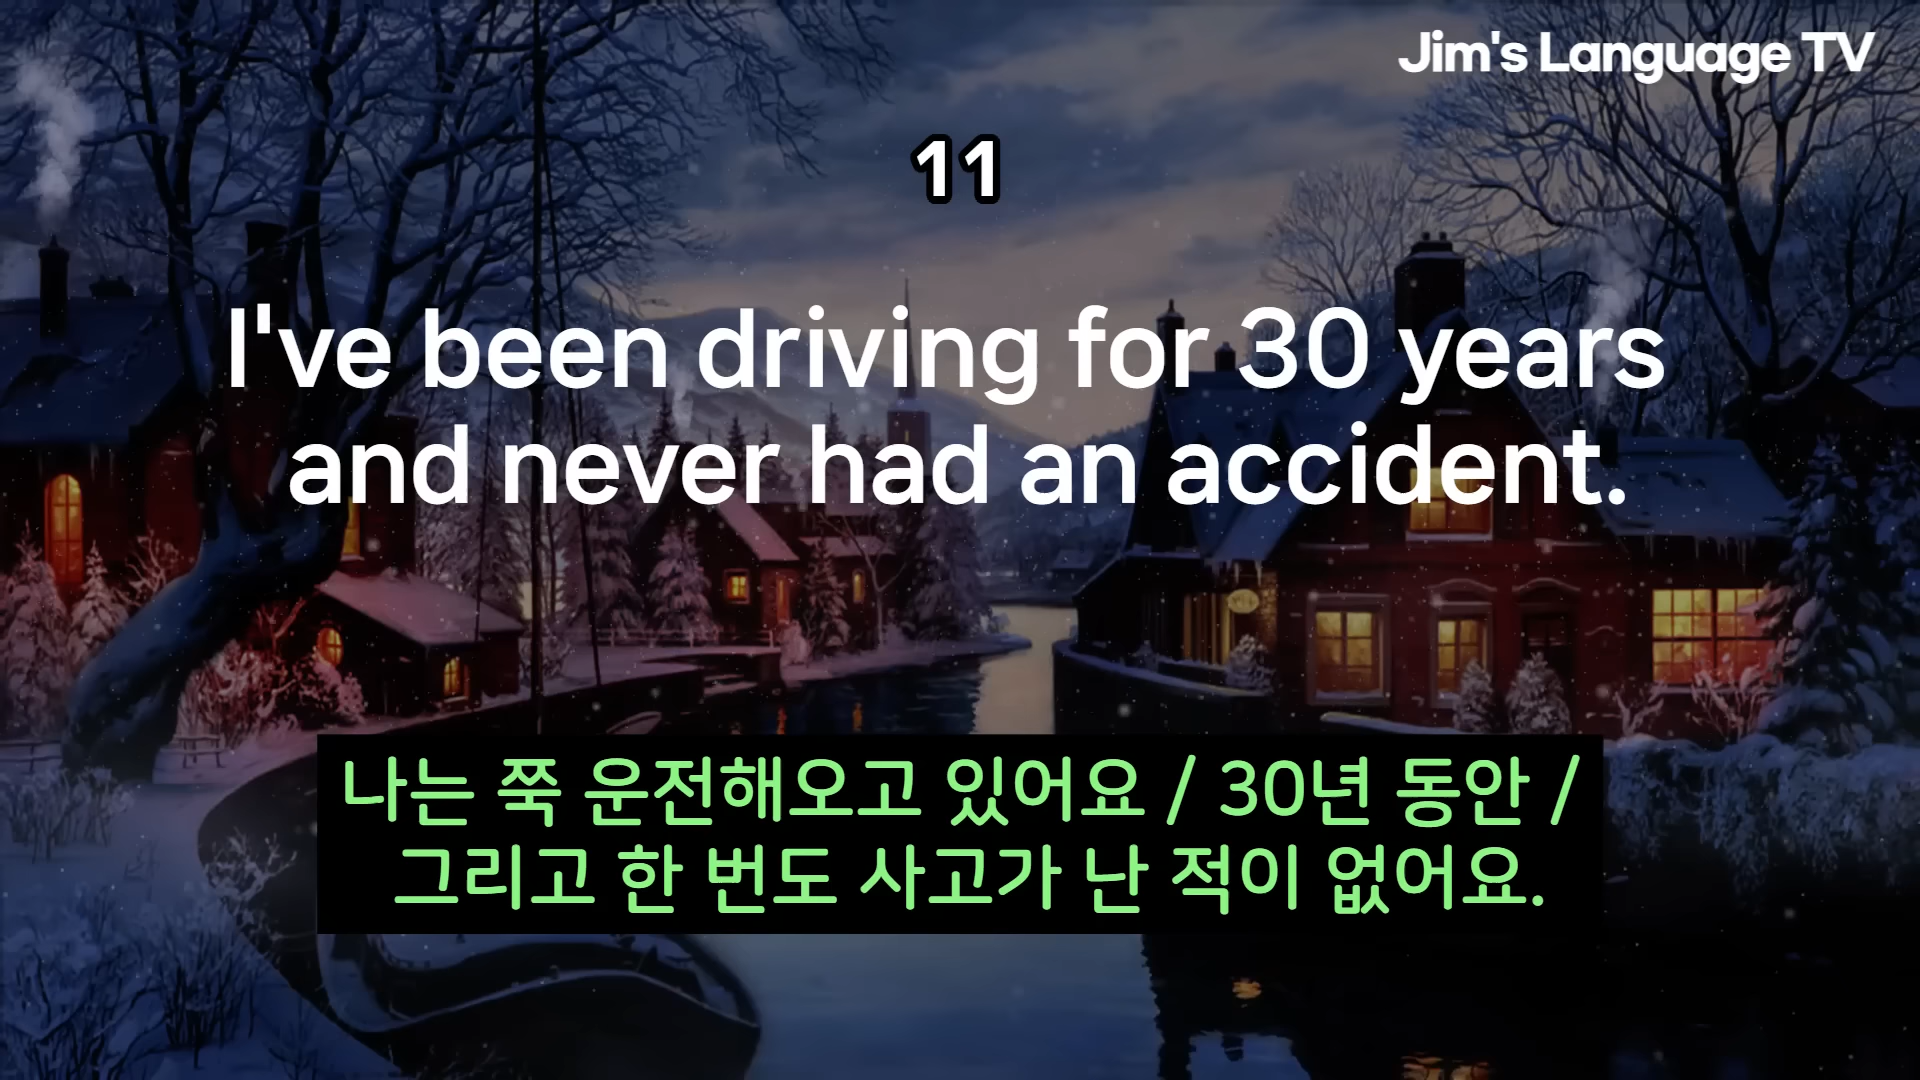 Jim's Language TV
11
I've been driving for 30 years
and never had an accident.
나는 쭉 운전해오고 있어요 / 30년 동안 /
그리고 한 번도 사고가 난 적이 없어요.